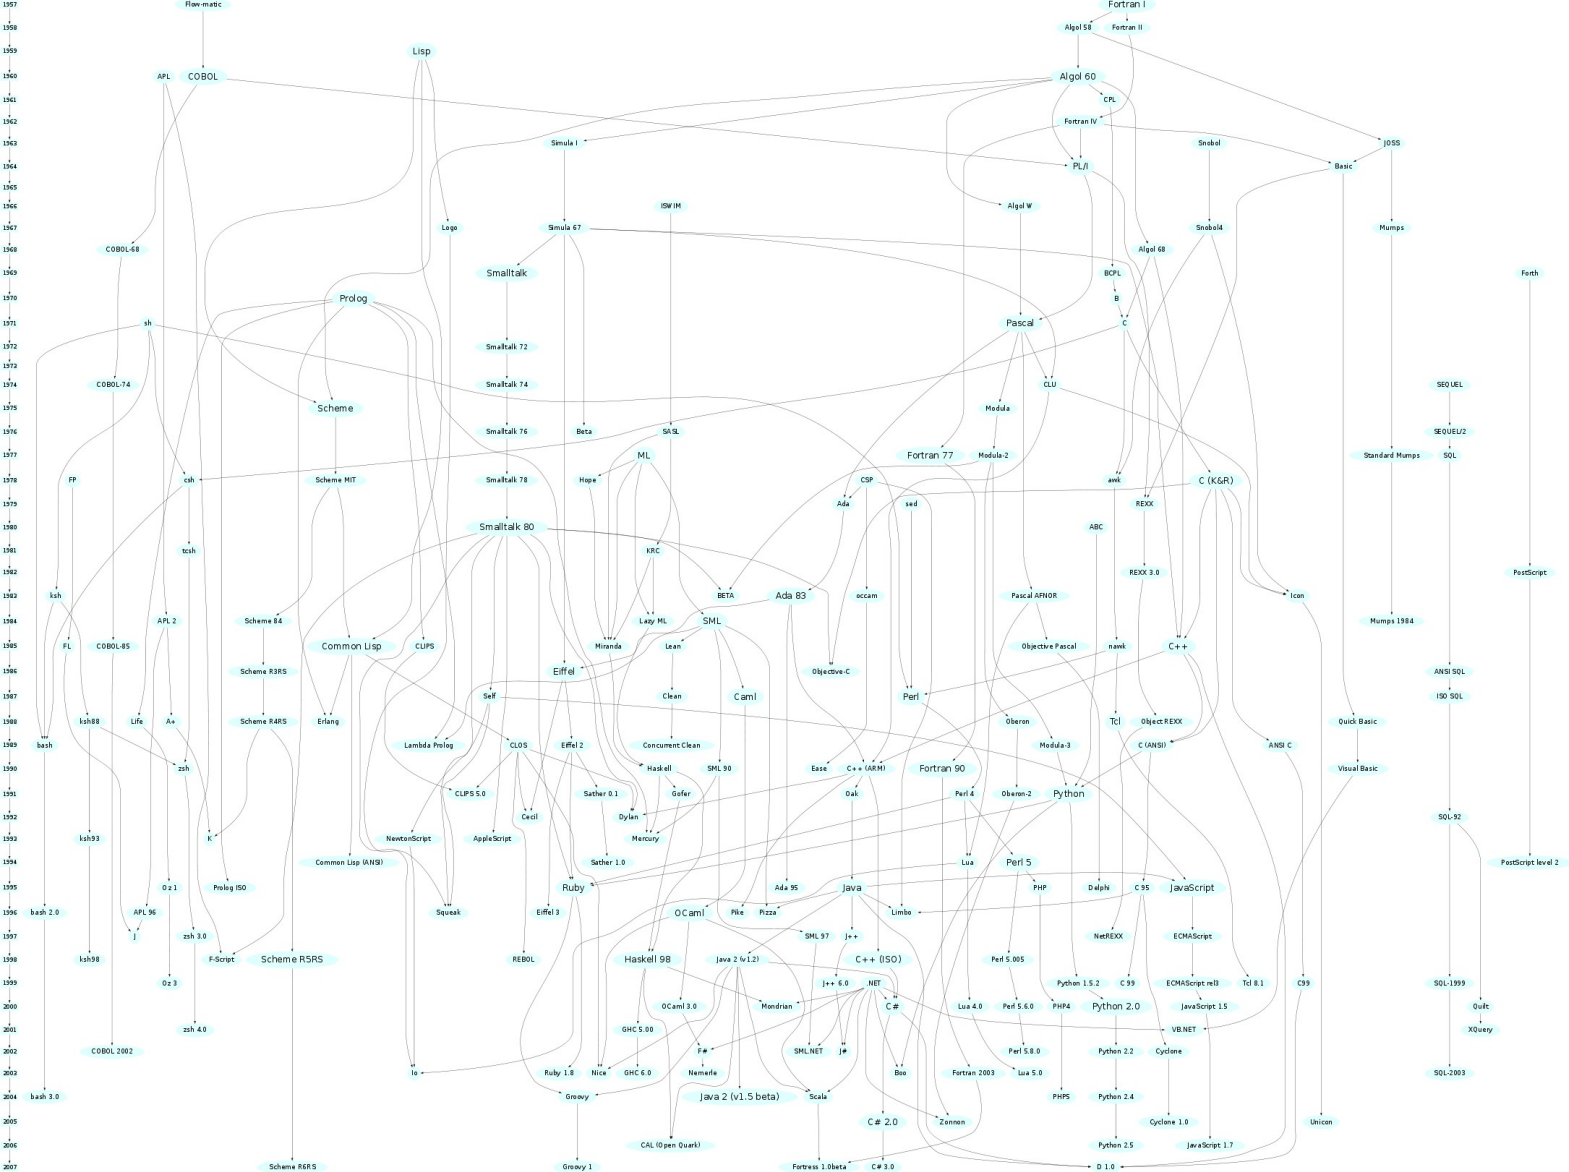 1957 Flow-matic Fortran I
1958 Algol 58 Fortran II
1959 Lisp
1960 APL COBOL Algol 60
1961 CPL
1962 Fortran IV
1963 Simula I Snobol JOSS
1964 PL/I Basic
1965
1966 ISWIM Algol W
1967 Logo Simula 67 Snobol4 Mumps
1968 COBOL-68 Algol 68
1969 Smalltalk BCPL Forth
1970 Prolog B
1971 sh Pascal C
1972 Smalltalk 72
1973
1974 COBOL-74 Smalltalk 74 CLU SEQUEL
1975 Scheme Modula
1976 Smalltalk 76 Beta SASL SEQUEL/2
1977 ML Fortran 77 Modula-2 Standard Mumps SQL
1978 FP csh Scheme MIT Smalltalk 78 Hope CSP awk C (K&R)
1979 Ada sed REXX
1980 Smalltalk 80 ABC
1981 tcsh KRC
1982 REXX 3.0 PostScript
1983 ksh BETA Ada 83 occam Pascal AFNOR Icon
1984 APL 2 Scheme 84 Lazy ML SML Mumps 1984
1985 FL COBOL-85 Common Lisp CLIPS Miranda Lean Objective Pascal nawk C++
1986 Scheme R3RS Eiffel Objective-C ANSI SQL
1987 Self Clean Caml Perl ISO SQL
1988 ksh88 Life A+ Scheme R4RS Erlang Oberon Tcl Object REXX Quick Basic
1989 bash Lambda Prolog CLOS Eiffel 2 Concurrent Clean Modula-3 C (ANSI) ANSI C
1990 zsh Haskell SML 90 Ease C++ (ARM) Fortran 90 Visual Basic
1991 CLIPS 5.0 Sather 0.1 Gofer Oak Perl 4 Oberon-2 Python
1992 Cecil Dylan SQL-92
1993 ksh93 K NewtonScript AppleScript Mercury
1994 Common Lisp (ANSI) Sather 1.0 Lua Perl 5 PostScript level 2
1995 Oz 1 Prolog ISO Ruby Ada 95 Java PHP Delphi C 95 JavaScript
1996 bash 2.0 APL 96 Squeak Eiffel 3 OCaml Pike Pizza Limbo
1997 J zsh 3.0 SML 97 J++ NetREXX ECMAScript
1998 ksh98 F-Script Scheme R5RS REBOL Haskell 98 Java 2 (v1.2) C++ (ISO) Perl 5.005
1999 Oz 3 J++ 6.0 .NET Python 1.5.2 C 99 ECMAScript rel3 Tcl 8.1 C99 SQL-1999
2000 OCaml 3.0 Mondrian C# Lua 4.0 Perl 5.6.0 PHP4 Python 2.0 JavaScript 1.5 Quilt
2001 zsh 4.0 GHC 5.00 VB.NET XQuery
2002 COBOL 2002 F# SML.NET J# Perl 5.8.0 Python 2.2 Cyclone
2003 Io Ruby 1.8 Nice GHC 6.0 Nemerle Boo Fortran 2003 Lua 5.0 SQL-2003
2004 bash 3.0 Groovy Java 2 (v1.5 beta) Scala PHP5 Python 2.4
2005 C# 2.0 Zonnon Cyclone 1.0 Unicon
2006 CAL (Open Quark) Python 2.5 JavaScript 1.7
2007 Scheme R6RS Groovy 1 Fortress 1.0beta C# 3.0 D 1.0